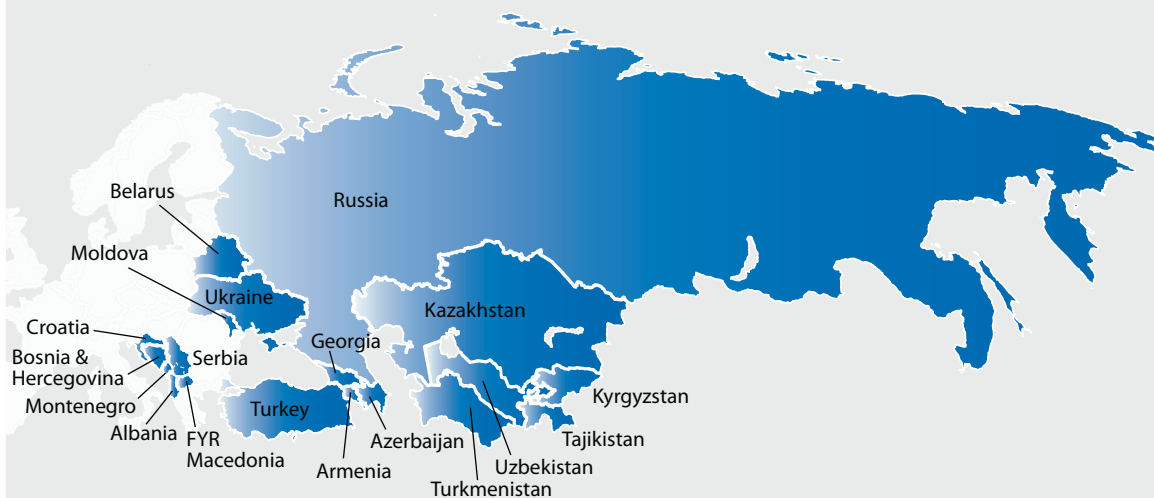 Belarus
Russia
Moldova
Ukraine
Kazakhstan
Croatia
Georgia
Bosnia &
Hercegovina
Serbia
Montenegro
Kyrgyzstan
Turkey
Albania
FYR
Macedonia
Azerbaijan
Tajikistan
Armenia
Uzbekistan
Turkmenistan